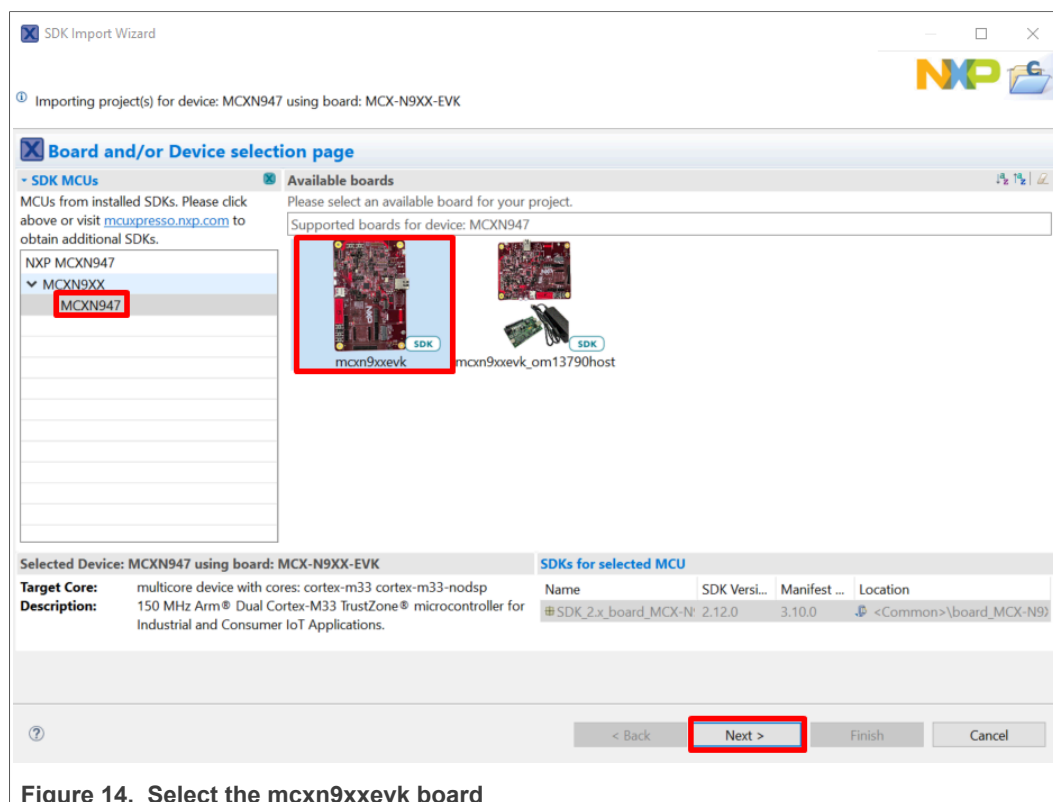 SDK Import Wizard
NXP
Importing project(s) for device: MCXN947 using board: MCX-N9XX-EVK
Board and/or Device selection page
SDK MCUs
MCUs from installed SDKs. Please click
above or visit mcuxpresso.nxp.com to
obtain additional SDKs.
NXP MCXN947
MCXN9XX
MCXN947
Available boards
Please select an available board for your project.
Supported boards for device: MCXN947
SDK
mcxn9xxevk
SDK
mcxn9xxevk_om13790host
Selected Device: MCXN947 using board: MCX-N9XX-EVK
Target Core: multicore device with cores: cortex-m33 cortex-m33-nodsp
Description: 150 MHz Arm® Dual Cortex-M33 TrustZone® microcontroller for
Industrial and Consumer IoT Applications.
SDKs for selected MCU
Name SDK Versi... Manifest ... Location
SDK_2.x_board_MCX-N 2.12.0 3.10.0 <Common>\board_MCX-N9
< Back Next > Finish Cancel
Figure 14. Select the mcxn9xxevk board